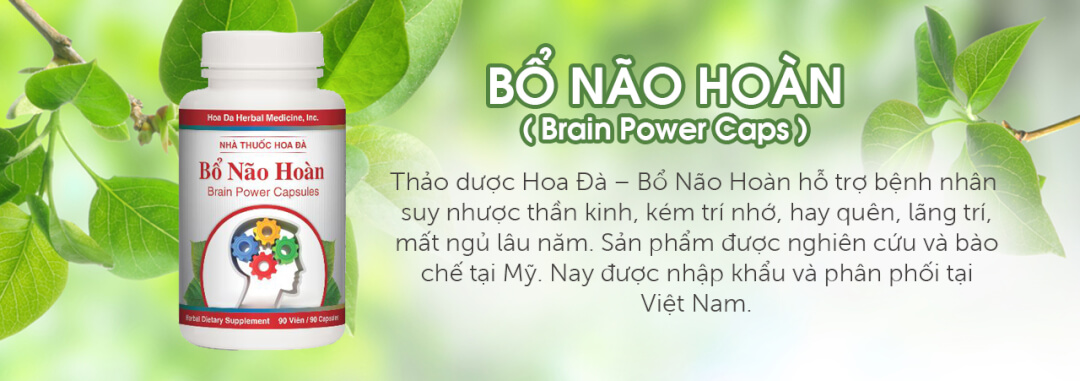 Hoa Da Herbal Medicine, Inc.
NHÀ THUỐC HOA ĐÀ
Bổ Não Hoàn
Brain Power Capsules
Herbal Dietary Supplement 90 Viên / 90 Capsules
BỔ NÃO HOÀN
( Brain Power Caps )
Thảo dược Hoa Đà – Bổ Não Hoàn hỗ trợ bệnh nhân
suy nhược thần kinh, kém trí nhớ, hay quên, lãng trí,
mất ngủ lâu năm. Sản phẩm được nghiên cứu và bào
chế tại Mỹ. Nay được nhập khẩu và phân phối tại
Việt Nam.